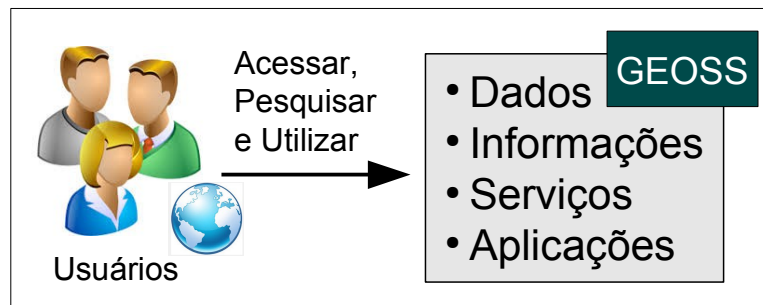 Acessar,
Pesquisar
e Utilizar
Usuários
GEOSS
• Dados
• Informações
• Serviços
• Aplicações